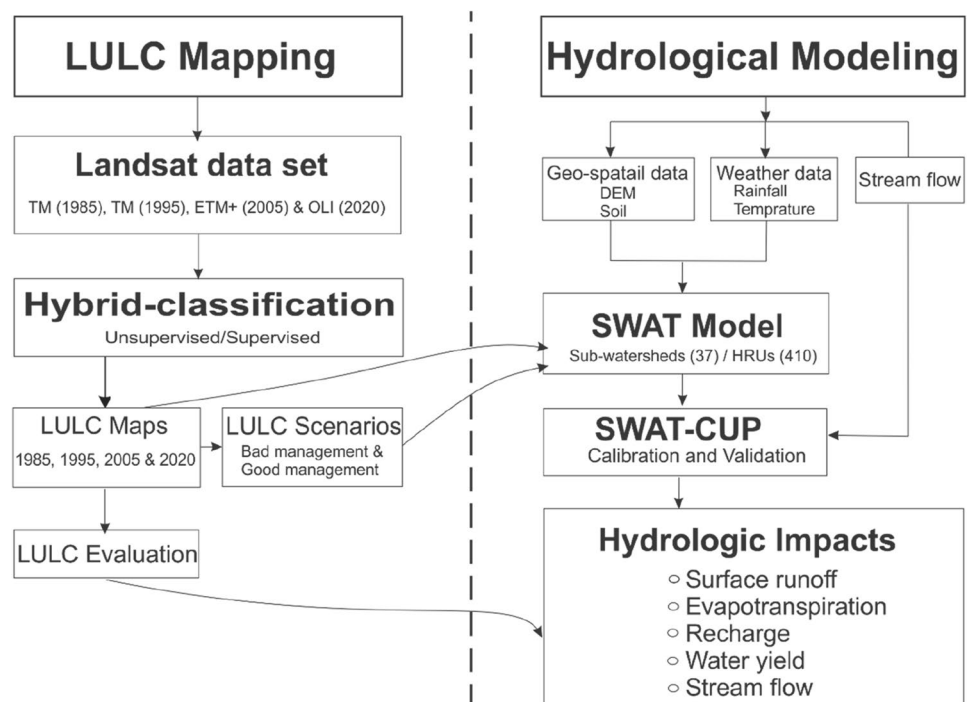 LULC Mapping
Landsat data set
TM (1985), TM (1995), ETM+ (2005) & OLI (2020)
Hybrid-classification
Unsupervised/Supervised
LULC Maps
1985, 1995, 2005 & 2020
LULC Scenarios
Bad management &
Good management
LULC Evaluation
Hydrological Modeling
Geo-spatail data
DEM
Soil
Weather data
Rainfall
Temprature
Stream flow
SWAT Model
Sub-watersheds (37) / HRUs (410)
SWAT-CUP
Calibration and Validation
Hydrologic Impacts
○ Surface runoff
○ Evapotranspiration
○ Recharge
○ Water yield
○ Stream flow